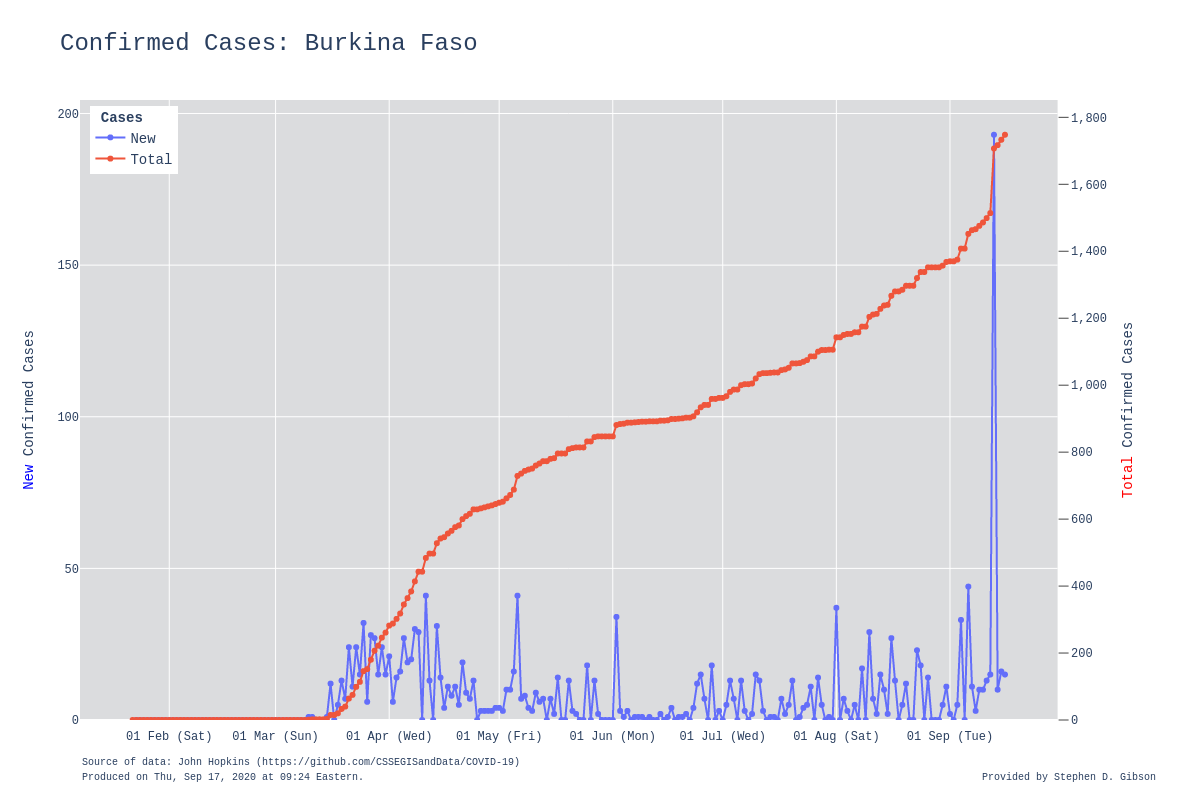 Confirmed Cases: Burkina Faso
Cases
New
Total
200
150
100
50
0
New Confirmed Cases
1,800
1,600
1,400
1,200
1,000
800
600
400
200
0
Total Confirmed Cases
01 Feb (Sat) 01 Mar (Sun) 01 Apr (Wed) 01 May (Fri) 01 Jun (Mon) 01 Jul (Wed) 01 Aug (Sat) 01 Sep (Tue)
Source of data: John Hopkins (https://github.com/CSSEGISandData/COVID-19)
Produced on Thu, Sep 17, 2020 at 09:24 Eastern.
Provided by Stephen D. Gibson